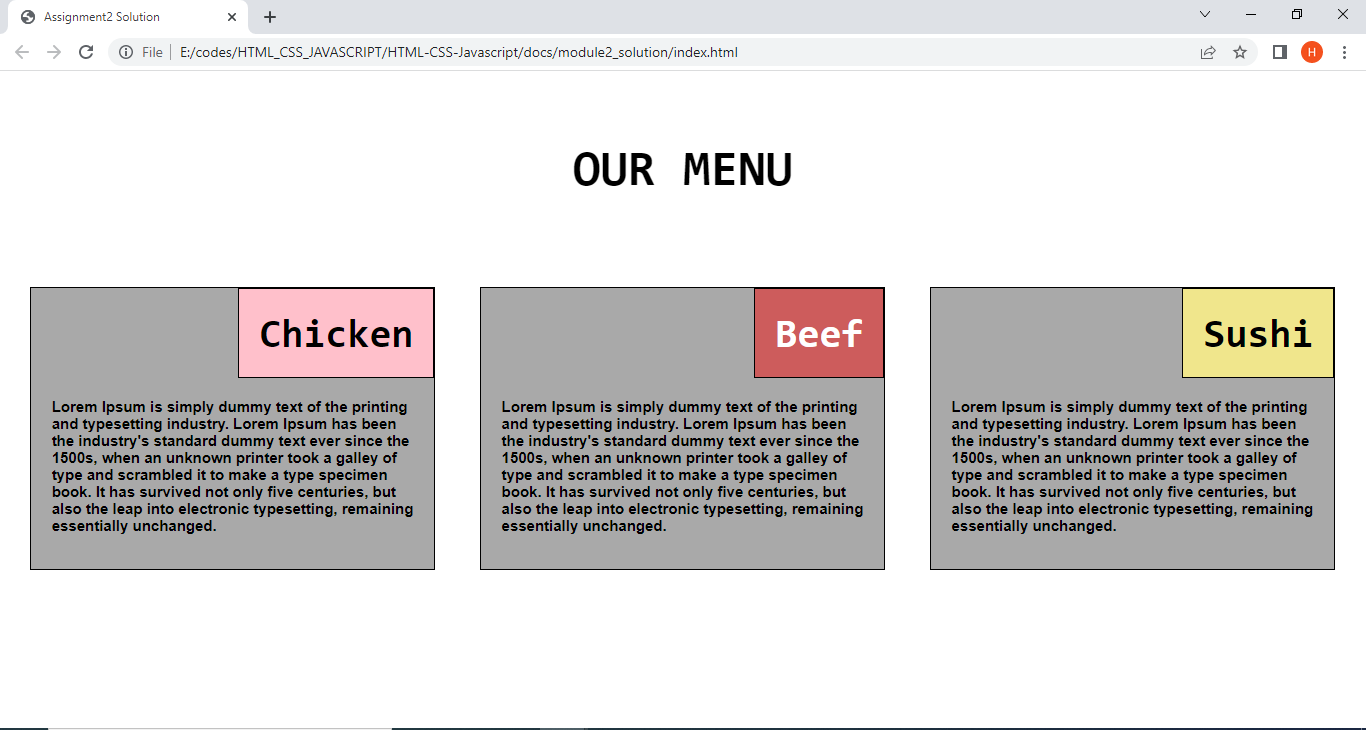 Assignment2 Solution
File
E:/codes/HTML_CSS_JAVASCRIPT/HTML-CSS-Javascript/docs/module2_solution/index.html
H
OUR MENU
Chicken
Lorem Ipsum is simply dummy text of the printing
and typesetting industry. Lorem Ipsum has been
the industry's standard dummy text ever since the
1500s, when an unknown printer took a galley of
type and scrambled it to make a type specimen
book. It has survived not only five centuries, but
also the leap into electronic typesetting, remaining
essentially unchanged.
Beef
Lorem Ipsum is simply dummy text of the printing
and typesetting industry. Lorem Ipsum has been
the industry's standard dummy text ever since the
1500s, when an unknown printer took a galley of
type and scrambled it to make a type specimen
book. It has survived not only five centuries, but
also the leap into electronic typesetting, remaining
essentially unchanged.
Sushi
Lorem Ipsum is simply dummy text of the printing
and typesetting industry. Lorem Ipsum has been
the industry's standard dummy text ever since the
1500s, when an unknown printer took a galley of
type and scrambled it to make a type specimen
book. It has survived not only five centuries, but
also the leap into electronic typesetting, remaining
essentially unchanged.